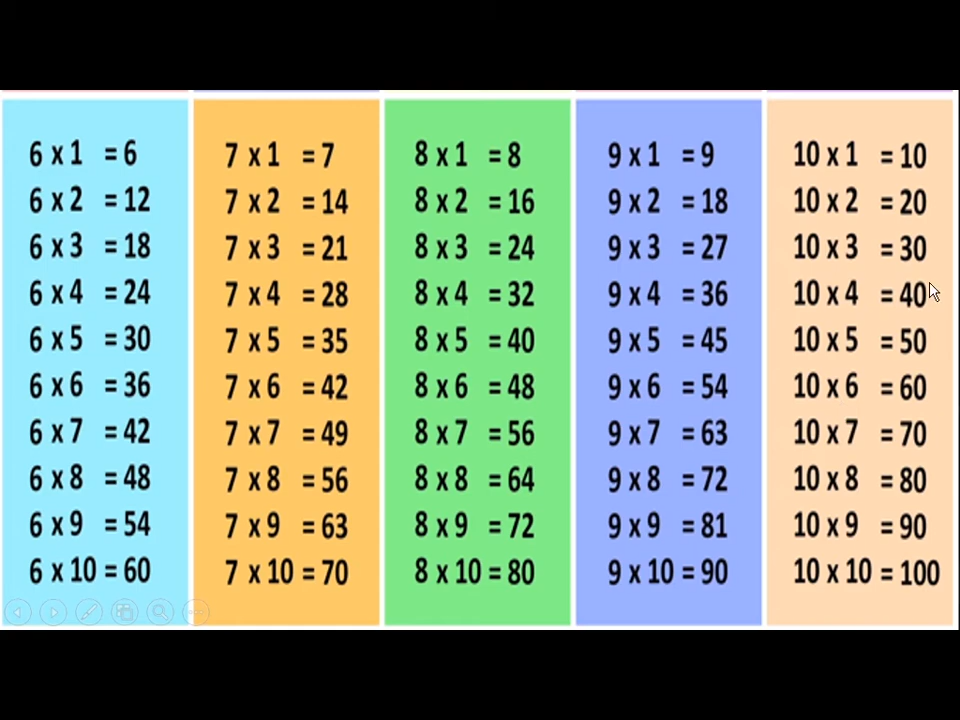 6 x 1 = 6
6 x 2 = 12
6 x 3 = 18
6 x 4 = 24
6 x 5 = 30
6 x 6 = 36
6 x 7 = 42
6 x 8 = 48
6 x 9 = 54
6 x 10 = 60
7 x 1 = 7
7 x 2 = 14
7 x 3 = 21
7 x 4 = 28
7 x 5 = 35
7 x 6 = 42
7 x 7 = 49
7 x 8 = 56
7 x 9 = 63
7 x 10 = 70
8 x 1 = 8
8 x 2 = 16
8 x 3 = 24
8 x 4 = 32
8 x 5 = 40
8 x 6 = 48
8 x 7 = 56
8 x 8 = 64
8 x 9 = 72
8 x 10 = 80
9 x 1 = 9
9 x 2 = 18
9 x 3 = 27
9 x 4 = 36
9 x 5 = 45
9 x 6 = 54
9 x 7 = 63
9 x 8 = 72
9 x 9 = 81
9 x 10 = 90
10 x 1 = 10
10 x 2 = 20
10 x 3 = 30
10 x 4 = 40
10 x 5 = 50
10 x 6 = 60
10 x 7 = 70
10 x 8 = 80
10 x 9 = 90
10 x 10 = 100